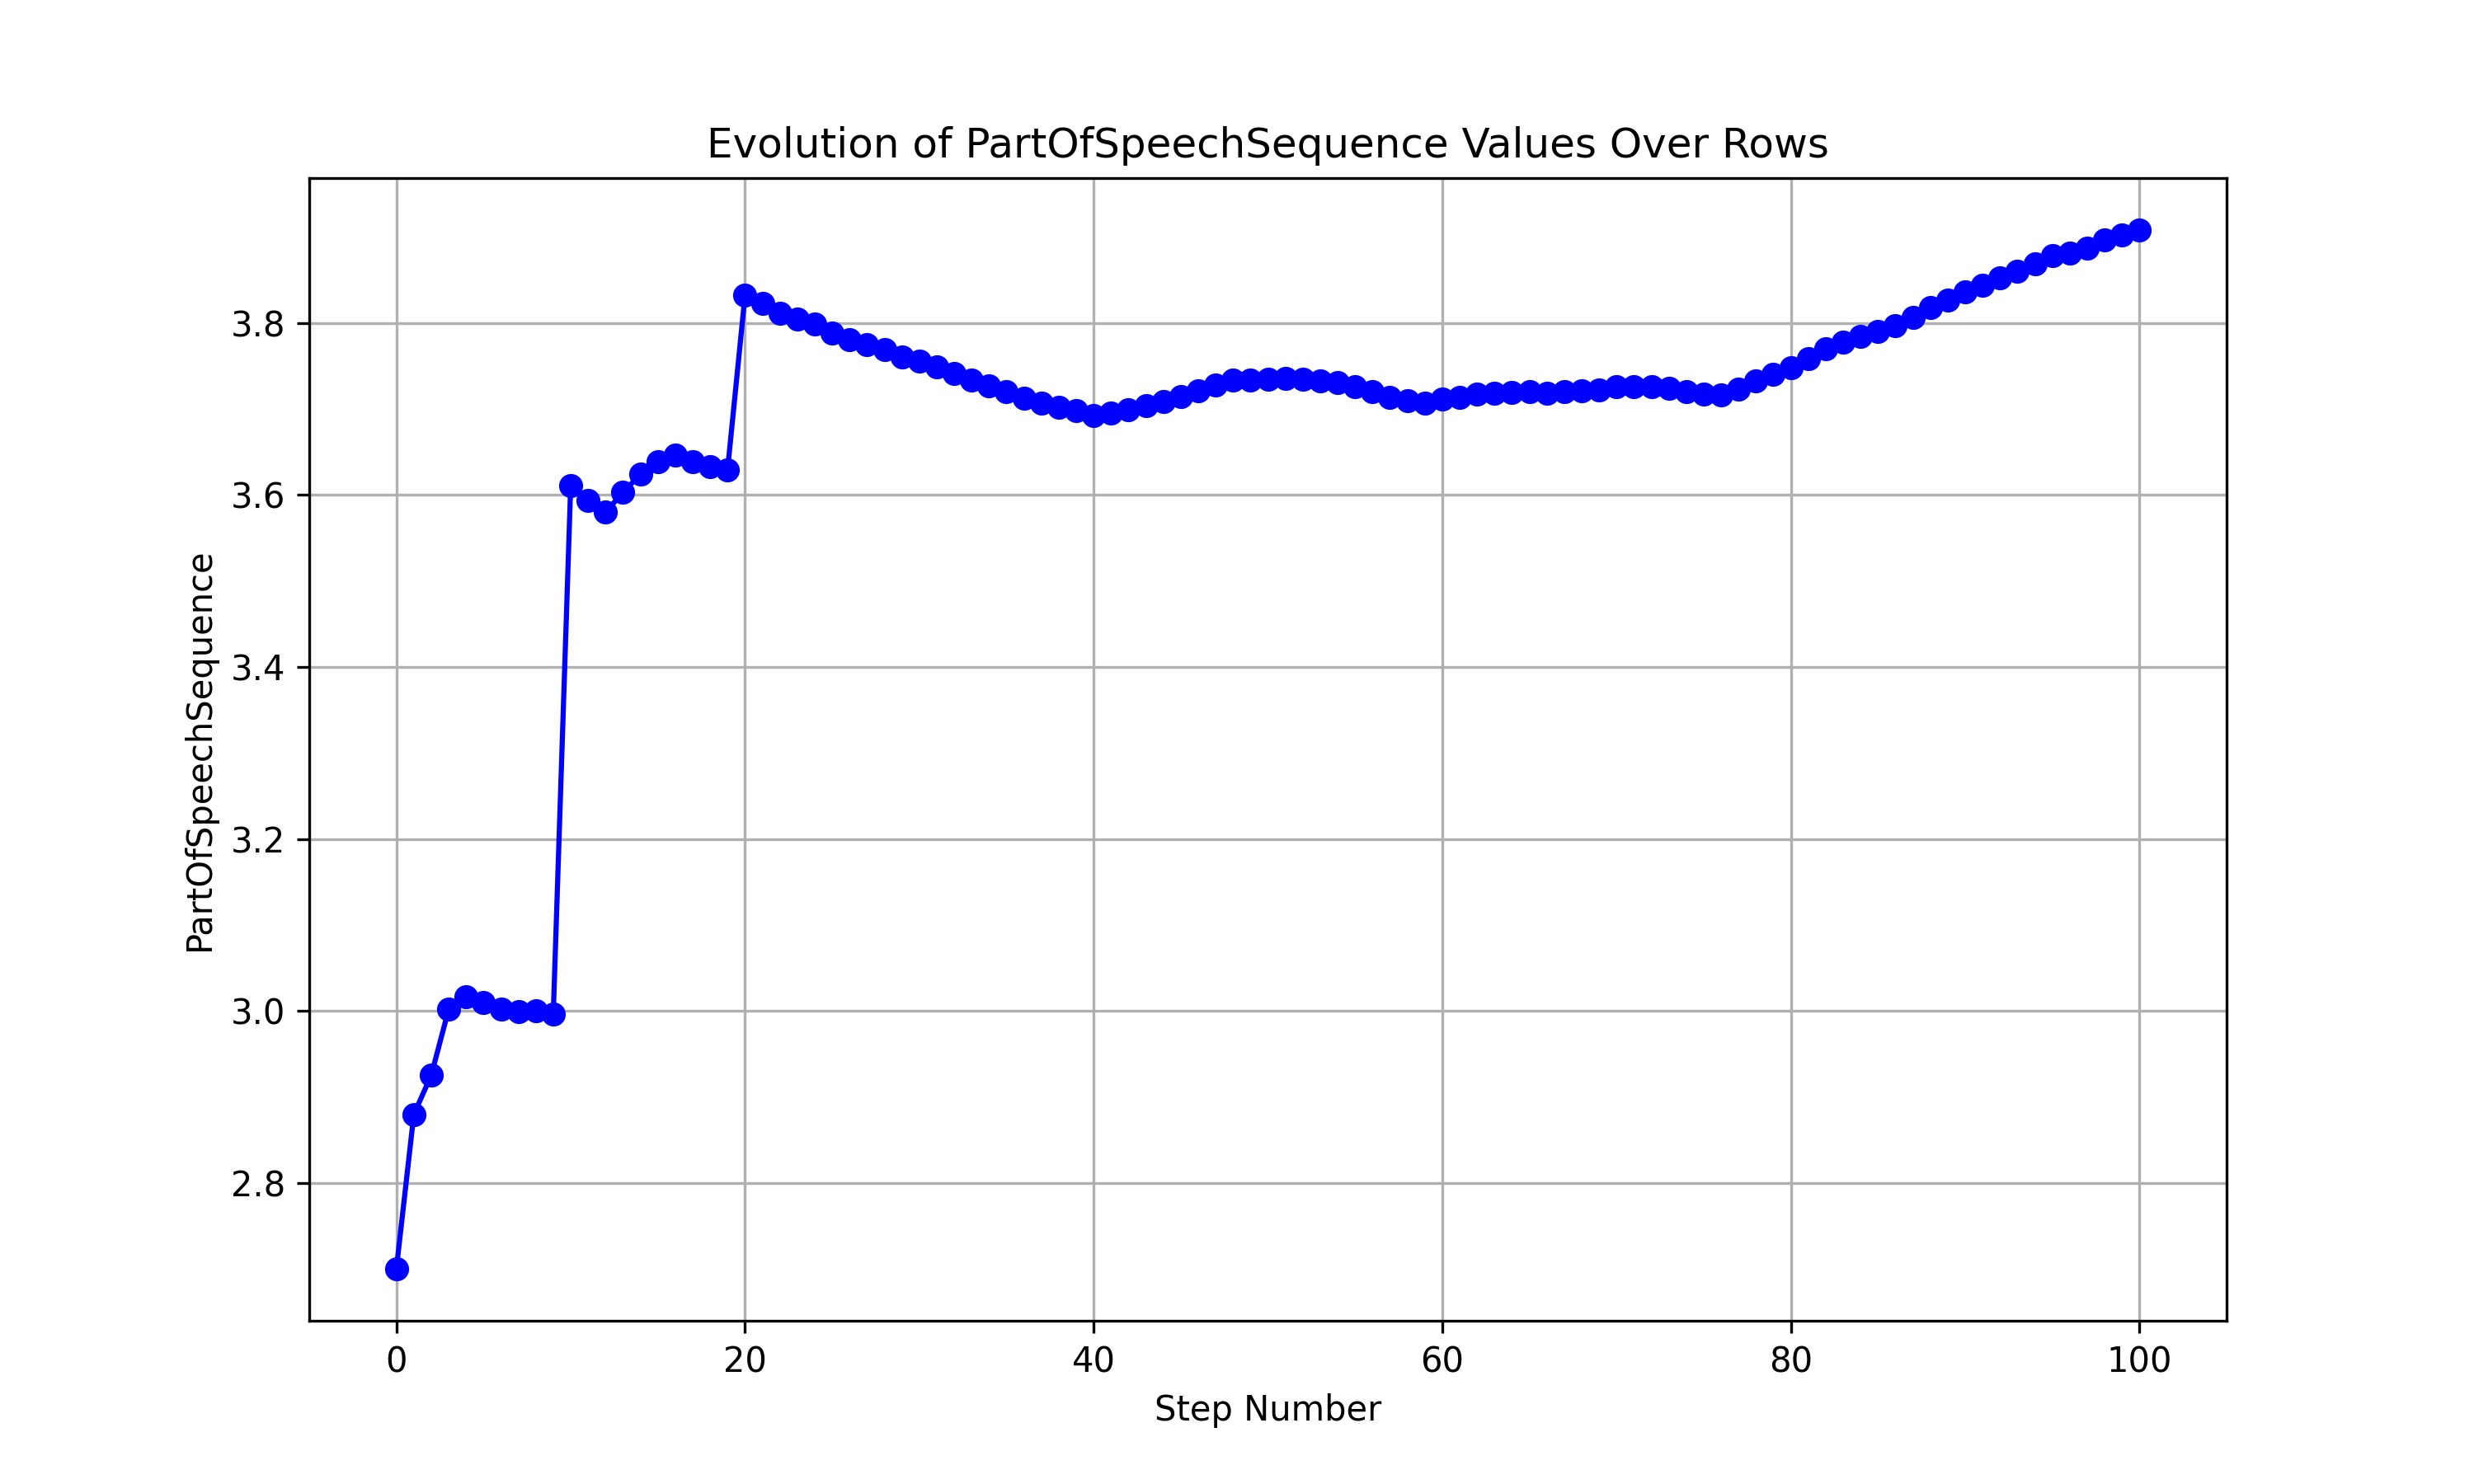 Evolution of PartOfSpeechSequence Values Over Rows
PartOfSpeechSequence
3.8
3.6
3.4
3.2
3.0
2.8
0 20 40 60 80 100
Step Number